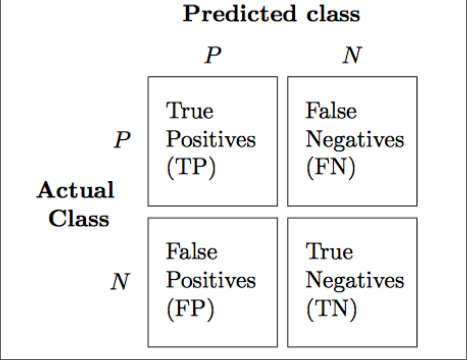 Predicted class
P N
True
Positives
(TP)
False
Negatives
(FN)
P
Actual
Class
False
Positives
(FP)
True
Negatives
(TN)
N